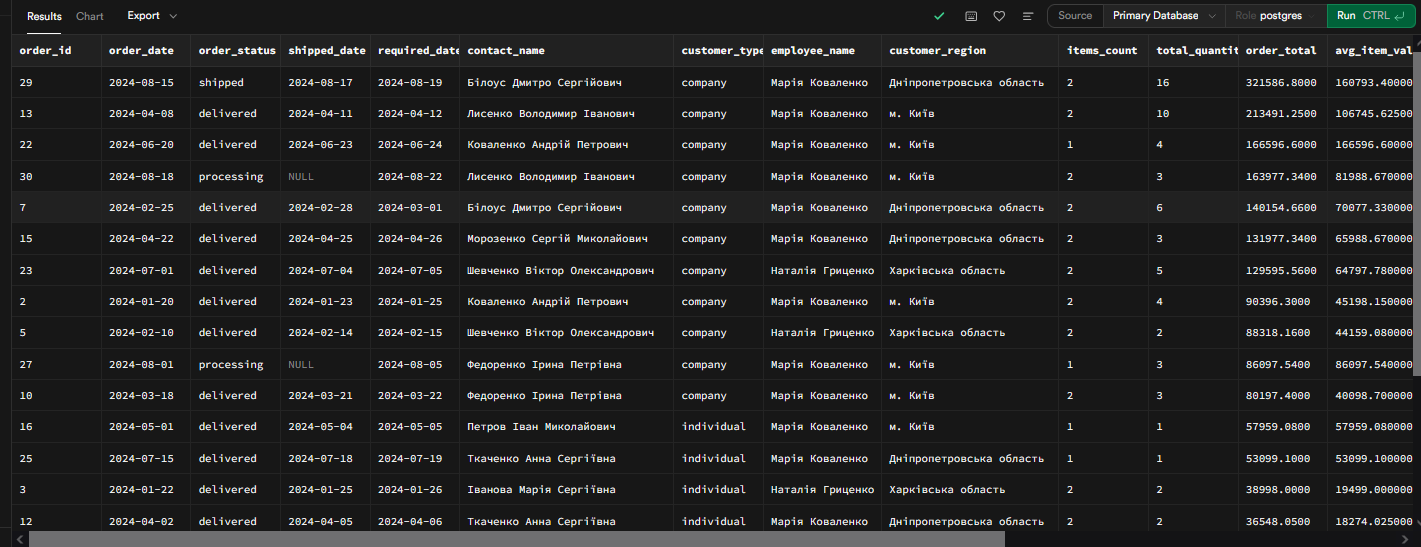 Results Chart Export Source Primary Database Role postgres Run CTRL
order_id order_date order_status shipped_date required_date contact_name customer_type employee_name customer_region items_count total_quantit order_total avg_item_val
29 2024-08-15 shipped 2024-08-17 2024-08-19 Білоус Дмитро Сергійович company Марія Коваленко Дніпропетровська область 2 16 321586.8000 160793.40000
13 2024-04-08 delivered 2024-04-11 2024-04-12 Лисенко Володимир Іванович company Марія Коваленко м. Київ 2 10 213491.2500 106745.62500
22 2024-06-20 delivered 2024-06-23 2024-06-24 Коваленко Андрій Петрович company Марія Коваленко м. Київ 1 4 166596.6000 166596.60000
30 2024-08-18 processing NULL 2024-08-22 Лисенко Володимир Іванович company Марія Коваленко м. Київ 2 3 163977.3400 81988.670000
7 2024-02-25 delivered 2024-02-28 2024-03-01 Білоус Дмитро Сергійович company Марія Коваленко Дніпропетровська область 2 6 140154.6600 70077.330000
15 2024-04-22 delivered 2024-04-25 2024-04-26 Морозенко Сергій Миколайович company Марія Коваленко Дніпропетровська область 2 3 131977.3400 65988.670000
23 2024-07-01 delivered 2024-07-04 2024-07-05 Шевченко Віктор Олександрович company Наталія Гриценко Харківська область 2 5 129595.5600 64797.780000
2 2024-01-20 delivered 2024-01-23 2024-01-25 Коваленко Андрій Петрович company Марія Коваленко м. Київ 2 4 90396.3000 45198.150000
5 2024-02-10 delivered 2024-02-14 2024-02-15 Шевченко Віктор Олександрович company Наталія Гриценко Харківська область 2 2 88318.1600 44159.080000
27 2024-08-01 processing NULL 2024-08-05 Федоренко Ірина Петрівна company Марія Коваленко м. Київ 1 3 86097.5400 86097.540000
10 2024-03-18 delivered 2024-03-21 2024-03-22 Федоренко Ірина Петрівна company Марія Коваленко м. Київ 2 3 80197.4000 40098.700000
16 2024-05-01 delivered 2024-05-04 2024-05-05 Петров Іван Миколайович individual Марія Коваленко м. Київ 1 1 57959.0800 57959.080000
25 2024-07-15 delivered 2024-07-18 2024-07-19 Ткаченко Анна Сергіївна individual Марія Коваленко Дніпропетровська область 1 1 53099.1000 53099.100000
3 2024-01-22 delivered 2024-01-25 2024-01-26 Іванова Марія Сергіївна individual Наталія Гриценко Харківська область 2 2 38998.0000 19499.000000
12 2024-04-02 delivered 2024-04-05 2024-04-06 Ткаченко Анна Сергіївна individual Марія Коваленко Дніпропетровська область 2 2 36548.0500 18274.025000